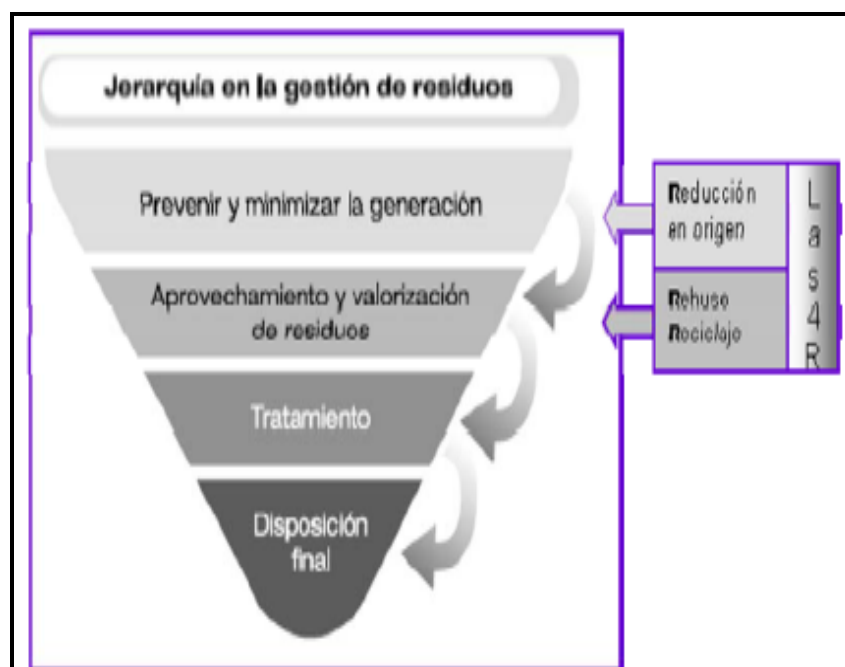 Jerarquía en la gestión de residuos
Prevenir y minimizar la generación
Aprovechamiento y valorización
de residuos
Tratamiento
Disposición
final
Reducción
en origen
Rehuso
Reciclaje
Las4R